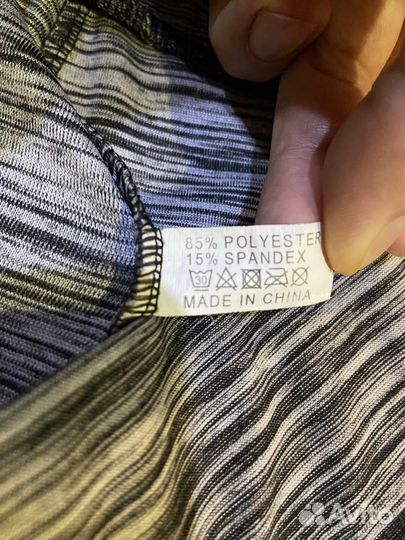 85% POLYESTER
15% SPANDEX
30
MADE IN CHINA
Avito